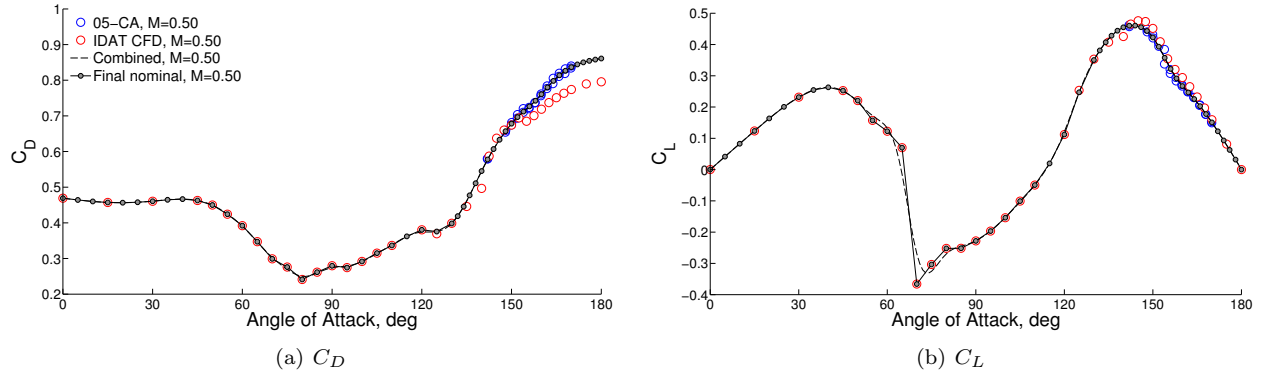 1
0.9
0.8
0.7
0.6
0.5
0.4
0.3
0.2
C_D
05−CA, M=0.50
IDAT CFD, M=0.50
Combined, M=0.50
Final nominal, M=0.50
0 30 60 90 120 150 180
Angle of Attack, deg
(a) C_D
0.5
0.4
0.3
0.2
0.1
0
−0.1
−0.2
−0.3
−0.4
C_L
0 30 60 90 120 150 180
Angle of Attack, deg
(b) C_L